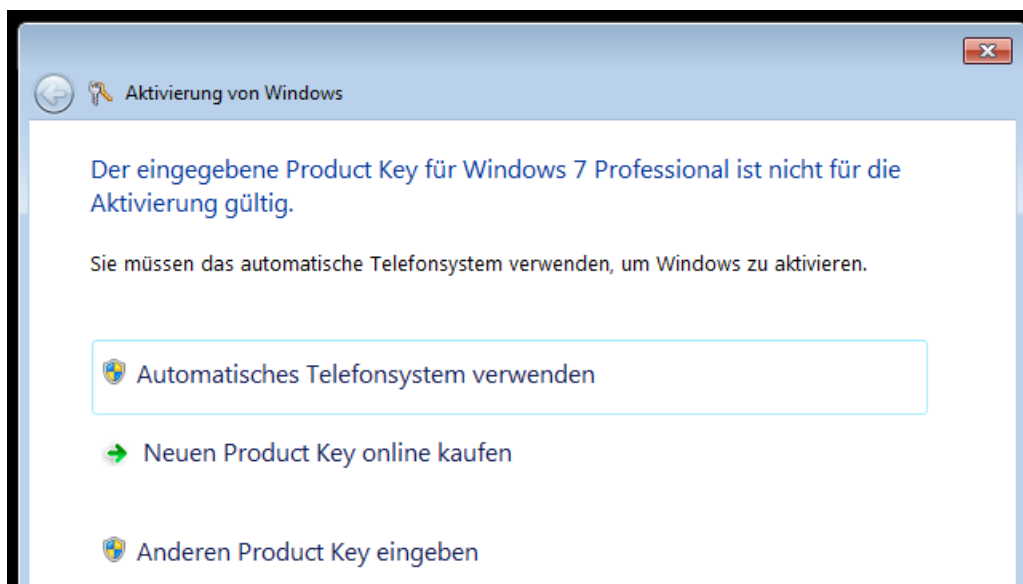 Aktivierung von Windows
Der eingegebene Product Key für Windows 7 Professional ist nicht für die
Aktivierung gültig.
Sie müssen das automatische Telefonsystem verwenden, um Windows zu aktivieren.
Automatisches Telefonsystem verwenden
Neuen Product Key online kaufen
Anderen Product Key eingeben